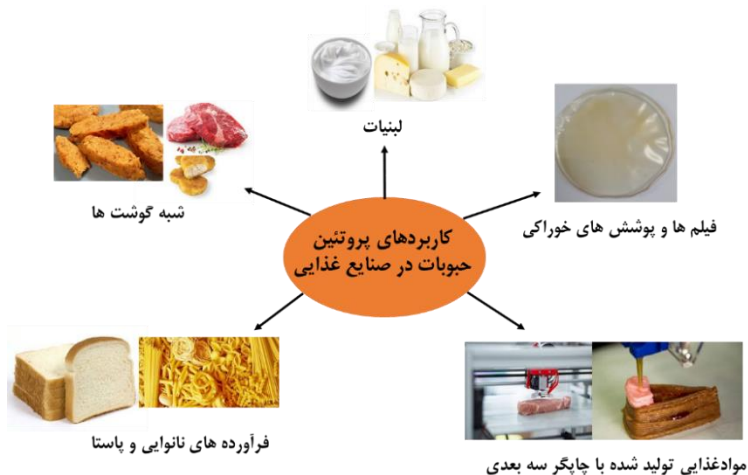 لبنیات
شبه گوشت ها
فیلم ها و پوشش های خوراکی
کاربردهای پروتئین
حبوبات در صنایع غذایی
فرآورده های نانوایی و پاستا
موادغذایی تولید شده با چاپگر سه بعدی